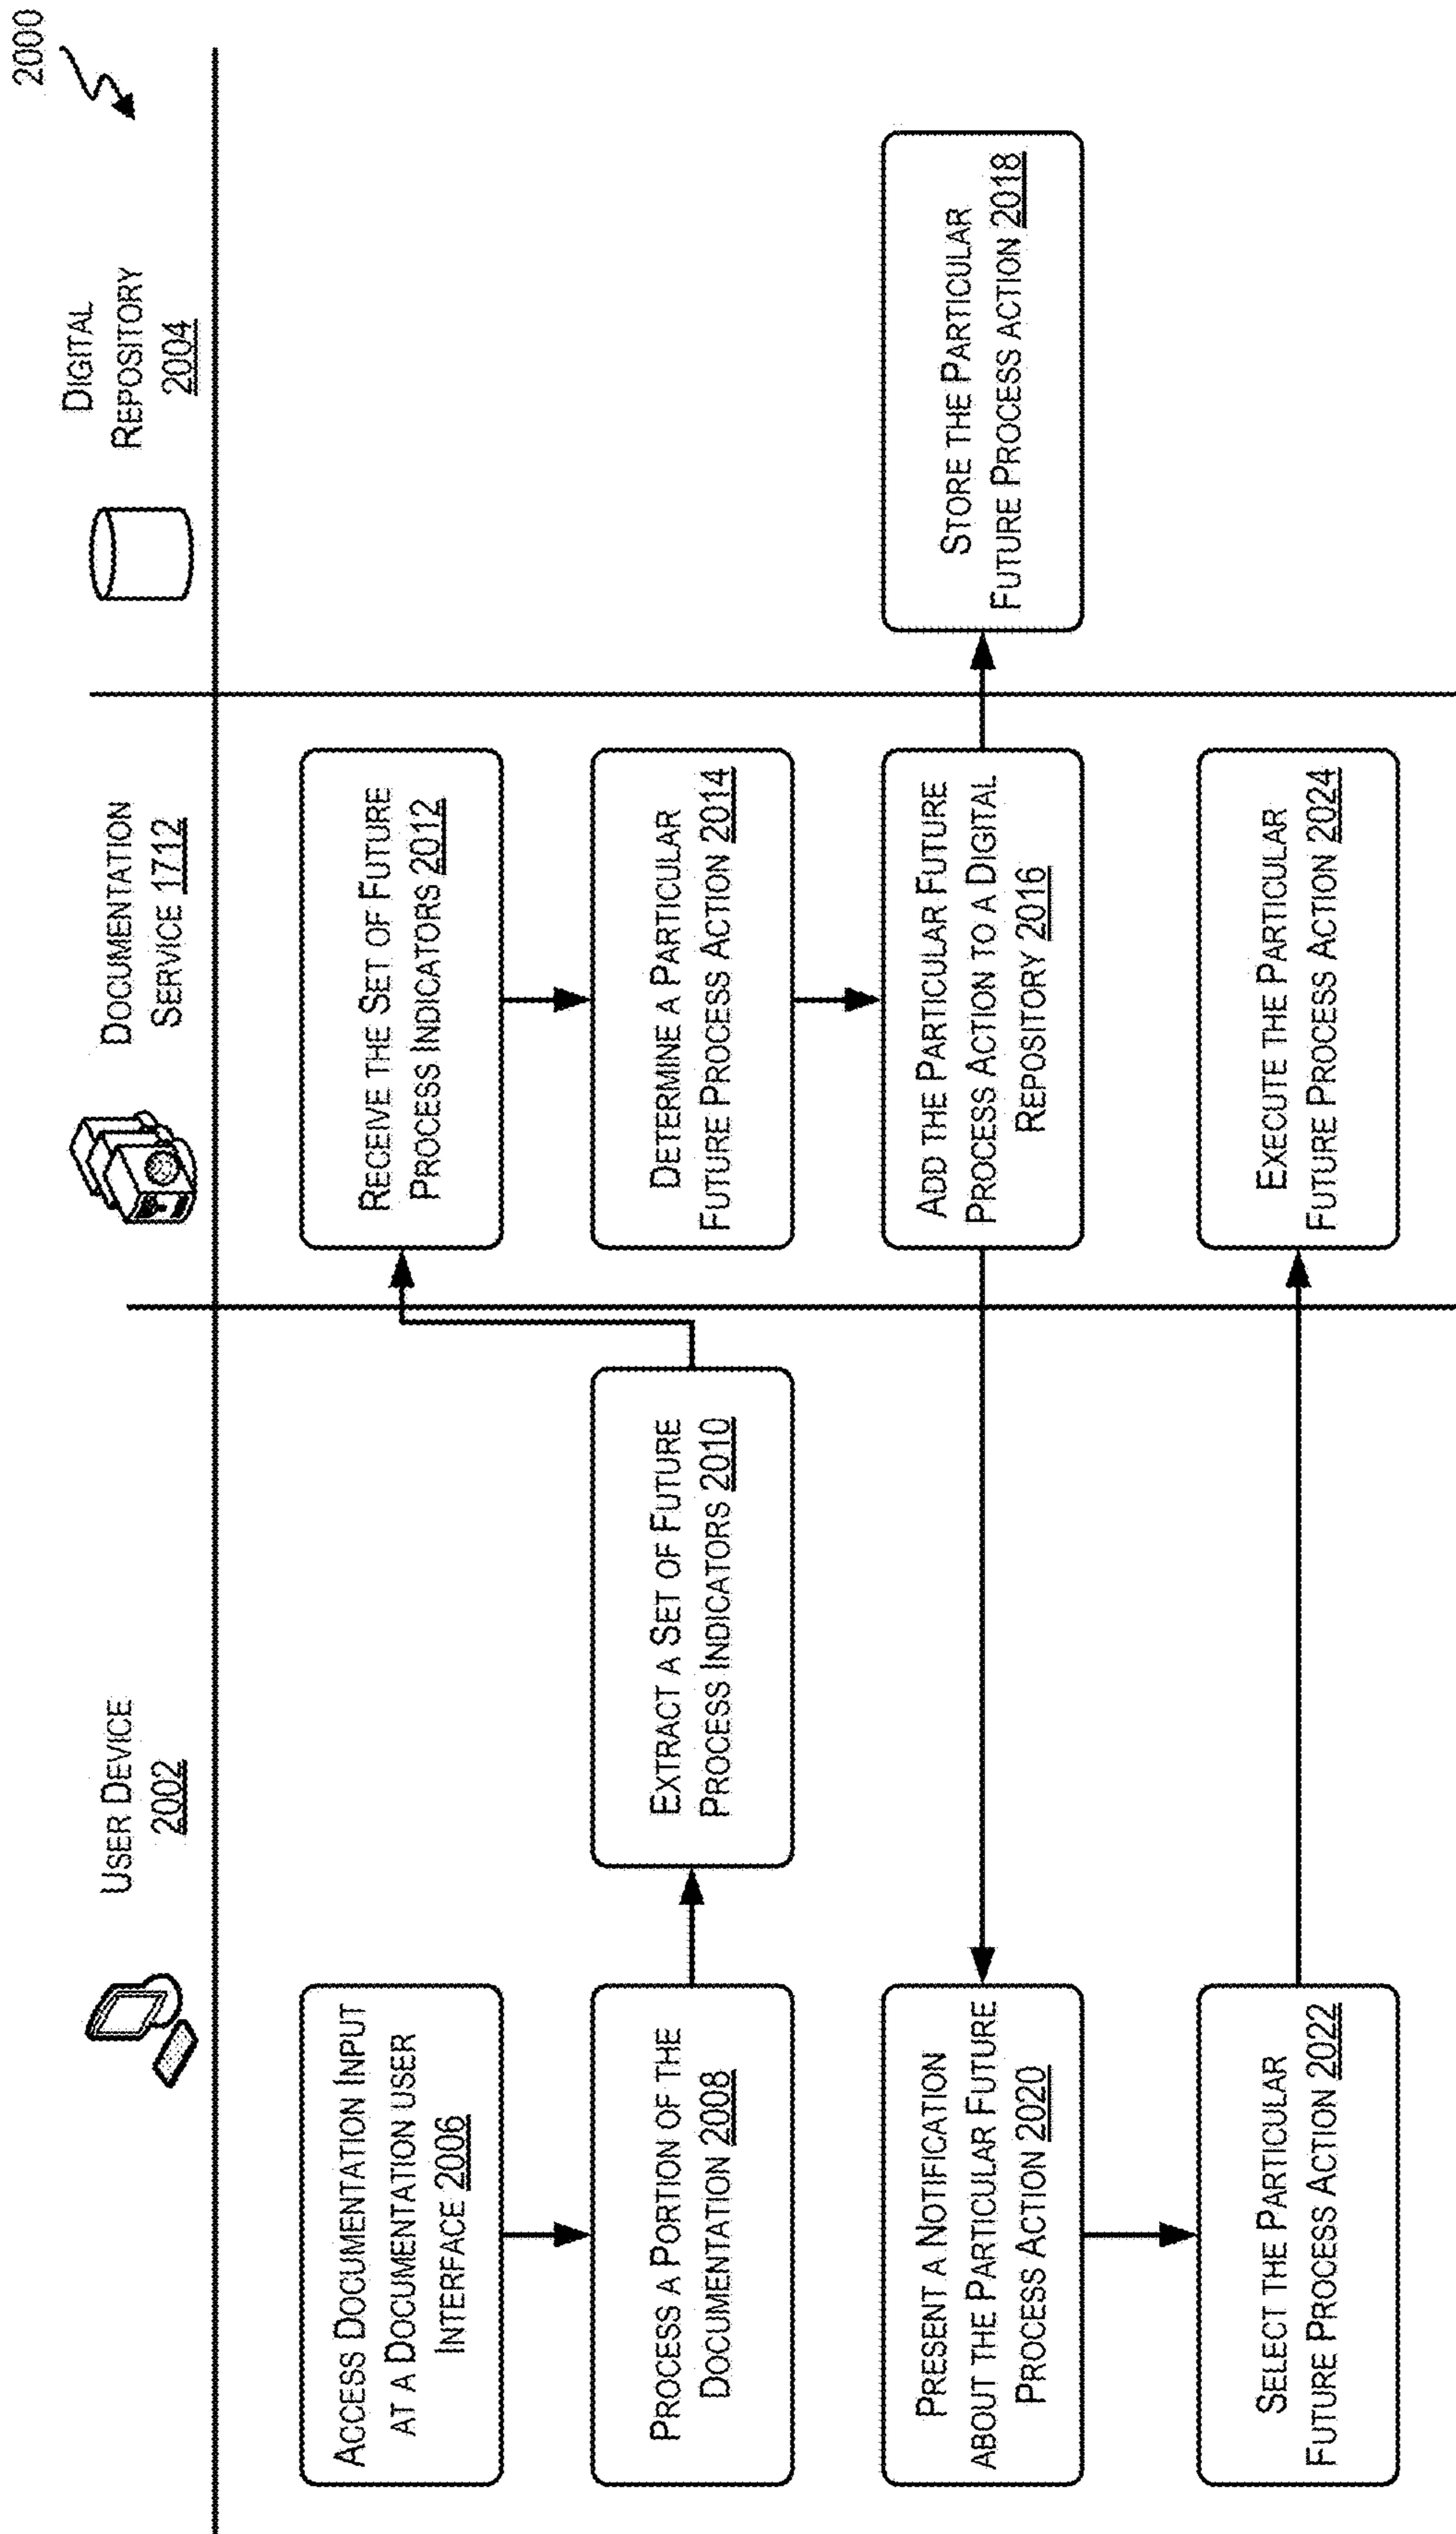 2000
USER DEVICE
2002
DOCUMENTATION
SERVICE 1712
DIGITAL
REPOSITORY
2004
ACCESS DOCUMENTATION INPUT
AT A DOCUMENTATION USER
INTERFACE 2006
PROCESS A PORTION OF THE
DOCUMENTATION 2008
EXTRACT A SET OF FUTURE
PROCESS INDICATORS 2010
RECEIVE THE SET OF FUTURE
PROCESS INDICATORS 2012
DETERMINE A PARTICULAR
FUTURE PROCESS ACTION 2014
ADD THE PARTICULAR FUTURE
PROCESS ACTION TO A DIGITAL
REPOSITORY 2016
STORE THE PARTICULAR
FUTURE PROCESS ACTION 2018
PRESENT A NOTIFICATION
ABOUT THE PARTICULAR FUTURE
PROCESS ACTION 2020
SELECT THE PARTICULAR
FUTURE PROCESS ACTION 2022
EXECUTE THE PARTICULAR
FUTURE PROCESS ACTION 2024